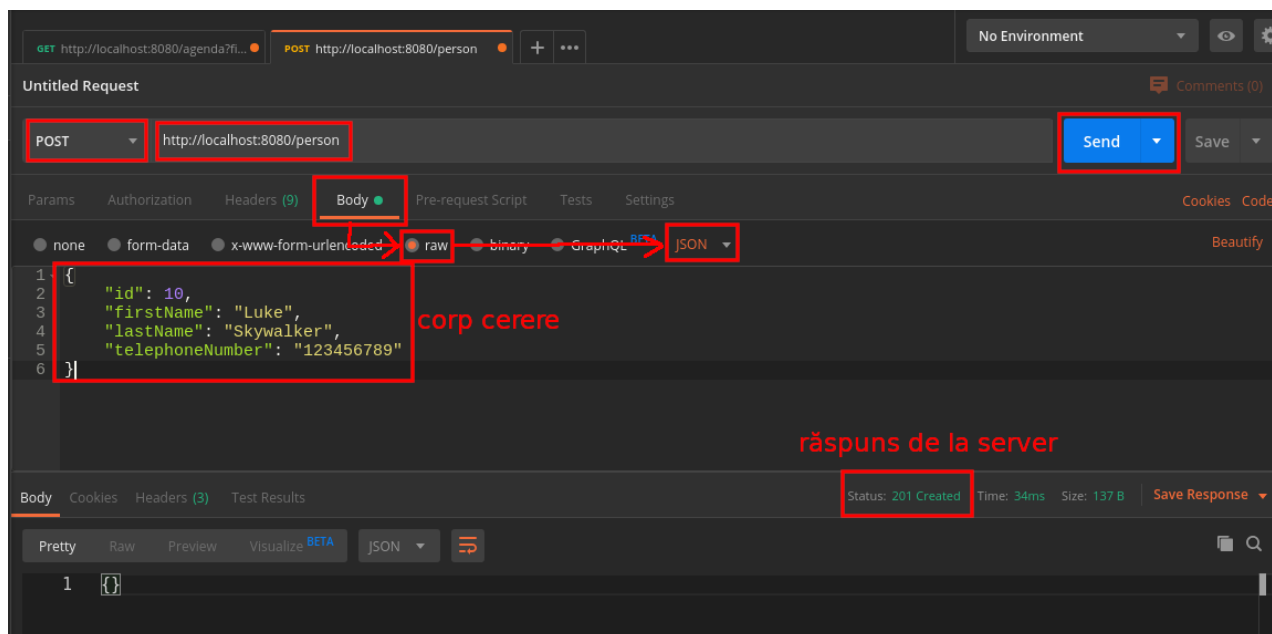 GET http://localhost:8080/agenda?fi... POST http://localhost:8080/person + ••• No Environment
Untitled Request Comments (0)
POST http://localhost:8080/person Send Save
Params Authorization Headers (9) Body Pre-request Script Tests Settings Cookies Code
none form-data x-www-form-urlencoded raw binary GraphQL BETA JSON Beautify
1 {
2 "id": 10,
3 "firstName": "Luke",
4 "lastName": "Skywalker",
5 "telephoneNumber": "123456789"
6 }
corp cerere
răspuns de la server
Body Cookies Headers (3) Test Results Status: 201 Created Time: 34ms Size: 137 B Save Response
Pretty Raw Preview Visualize BETA JSON
1 {}